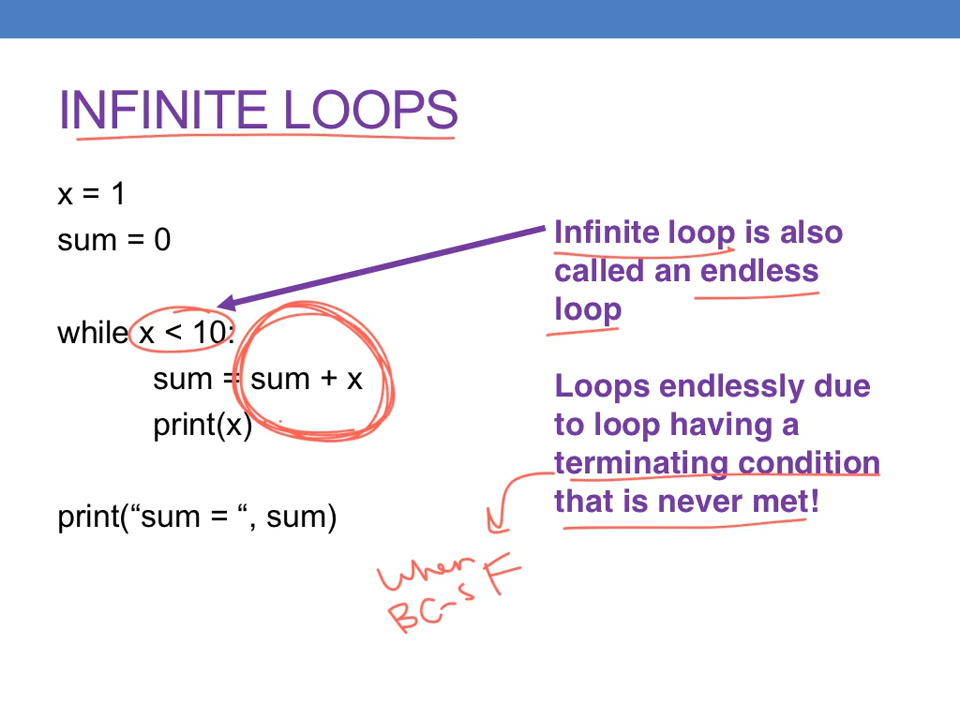 INFINITE LOOPS
x = 1
sum = 0
while x < 10:
sum = sum + x
print(x)
print(“sum = “, sum)
Infinite loop is also
called an endless
loop
Loops endlessly due
to loop having a
terminating condition
that is never met!
When
BC-s F